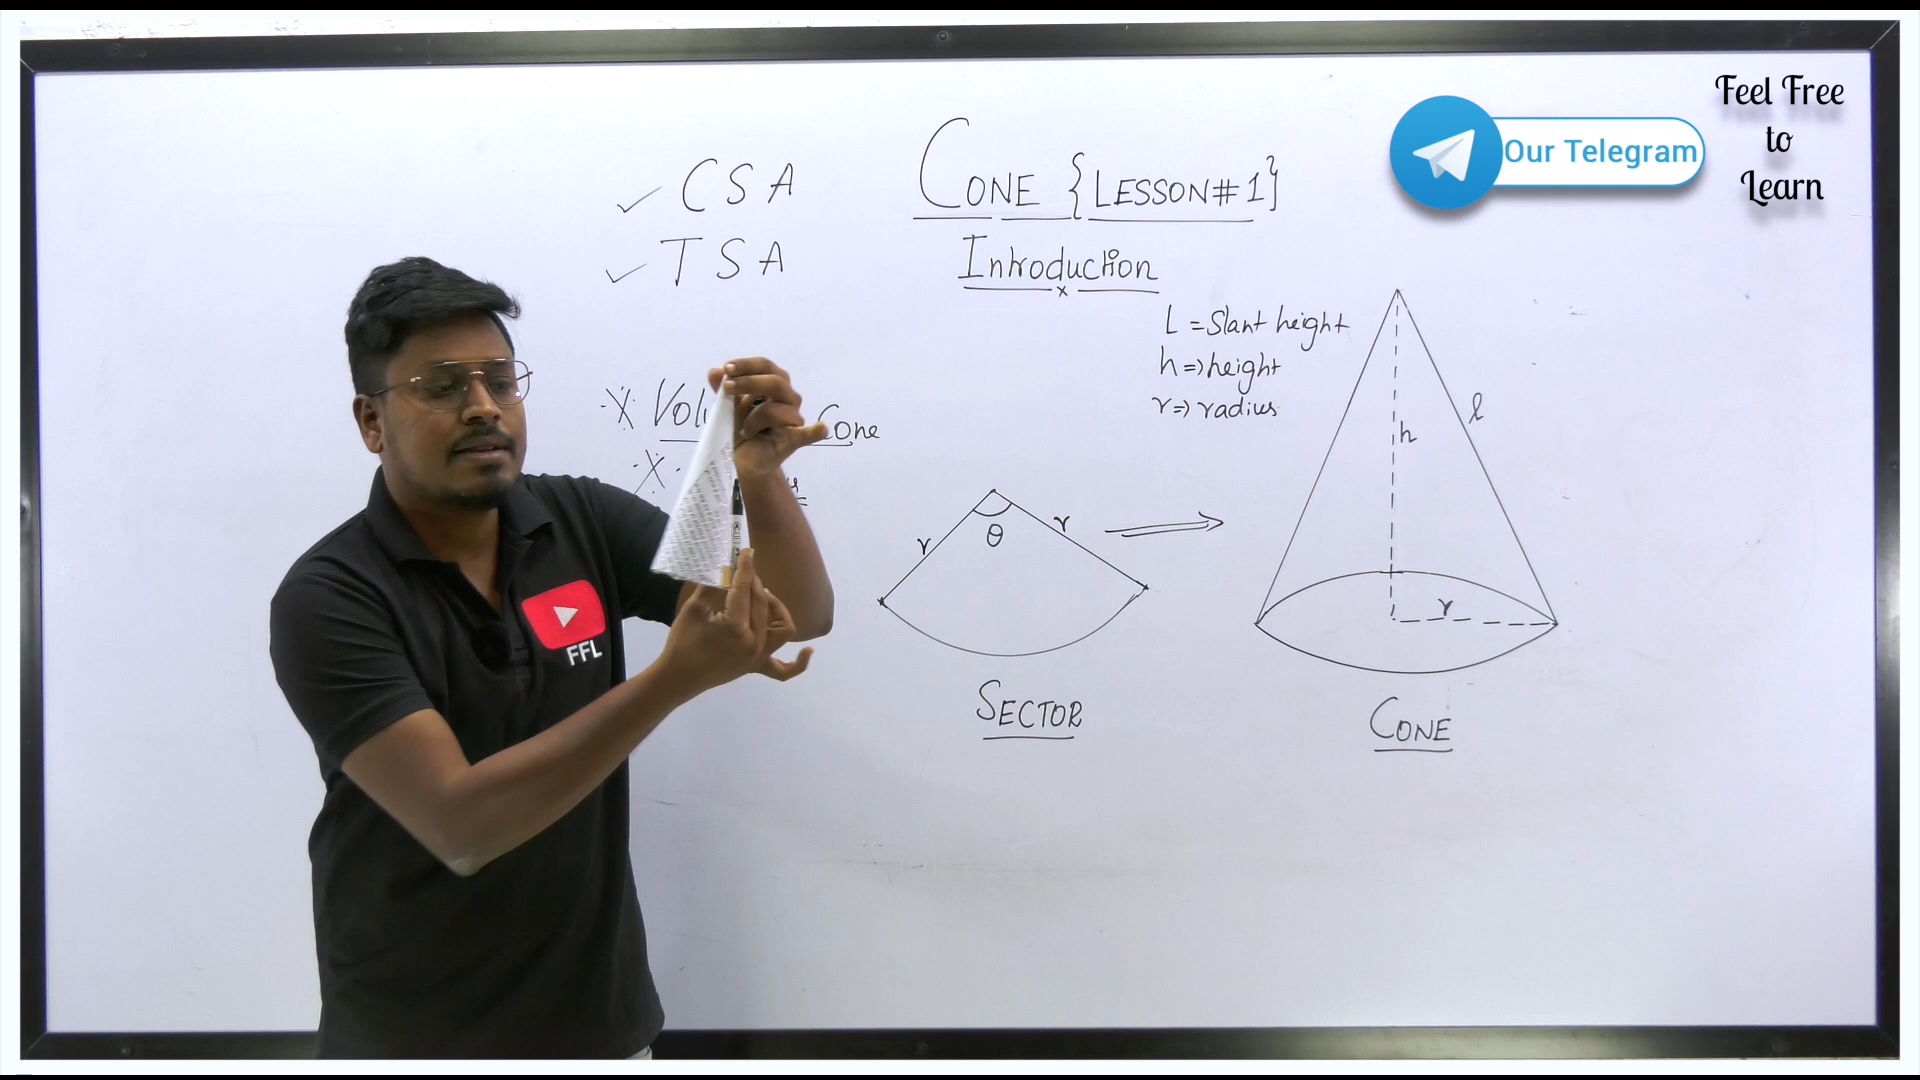 Feel Free
to
Learn
Our Telegram
CONE {LESSON#1}
Introduction
✓ CSA
✓ TSA
L = Slant height
h => height
r => radius
Cone
l
h
r
r
θ
r
SECTOR
CONE
FFL